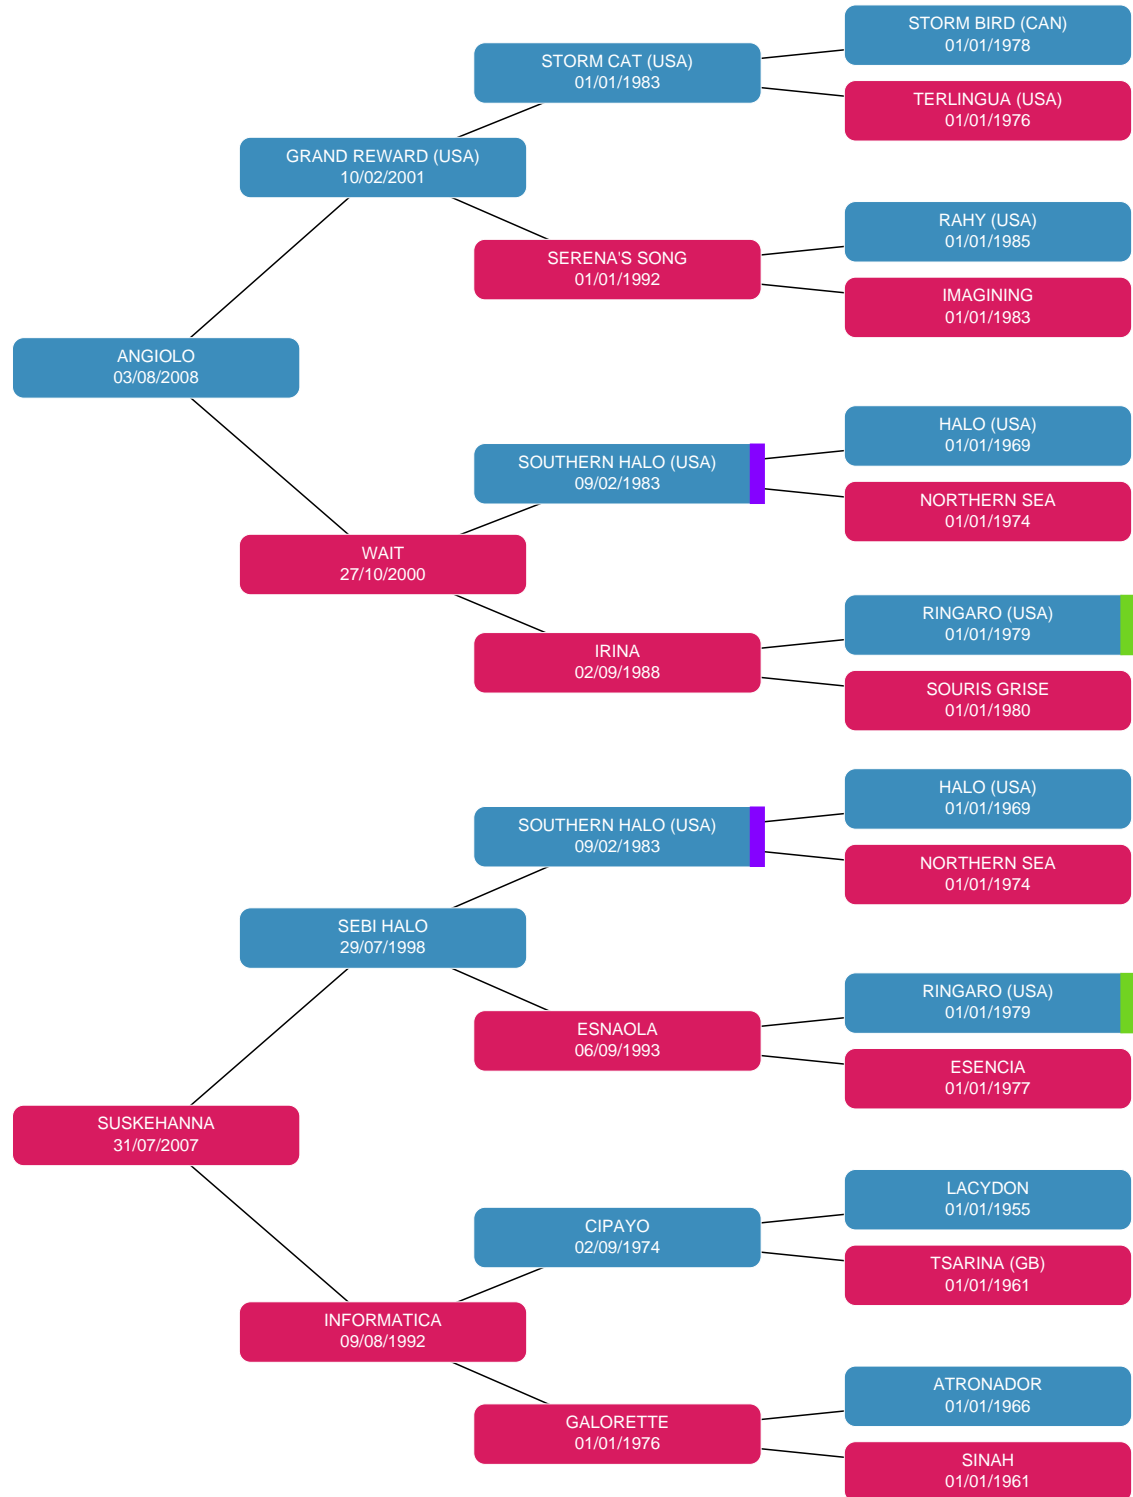 STORM BIRD (CAN)
01/01/1978
STORM CAT (USA)
01/01/1983
TERLINGUA (USA)
01/01/1976
GRAND REWARD (USA)
10/02/2001
RAHY (USA)
01/01/1985
SERENA'S SONG
01/01/1992
IMAGINING
01/01/1983
ANGIOLO
03/08/2008
HALO (USA)
01/01/1969
SOUTHERN HALO (USA)
09/02/1983
NORTHERN SEA
01/01/1974
WAIT
27/10/2000
RINGARO (USA)
01/01/1979
IRINA
02/09/1988
SOURIS GRISE
01/01/1980
HALO (USA)
01/01/1969
SOUTHERN HALO (USA)
09/02/1983
NORTHERN SEA
01/01/1974
SEBI HALO
29/07/1998
RINGARO (USA)
01/01/1979
ESNAOLA
06/09/1993
ESENCIA
01/01/1977
SUSKEHANNA
31/07/2007
LACYDON
01/01/1955
CIPAYO
02/09/1974
TSARINA (GB)
01/01/1961
INFORMATICA
09/08/1992
ATRONADOR
01/01/1966
GALORETTE
01/01/1976
SINAH
01/01/1961